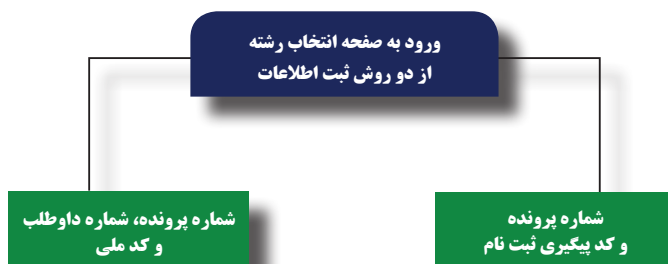 ورود به صفحه انتخاب رشته
از دو روش ثبت اطلاعات
شماره پرونده
و کد پیگیری ثبت نام
شماره پرونده، شماره داوطلب
و کد ملی